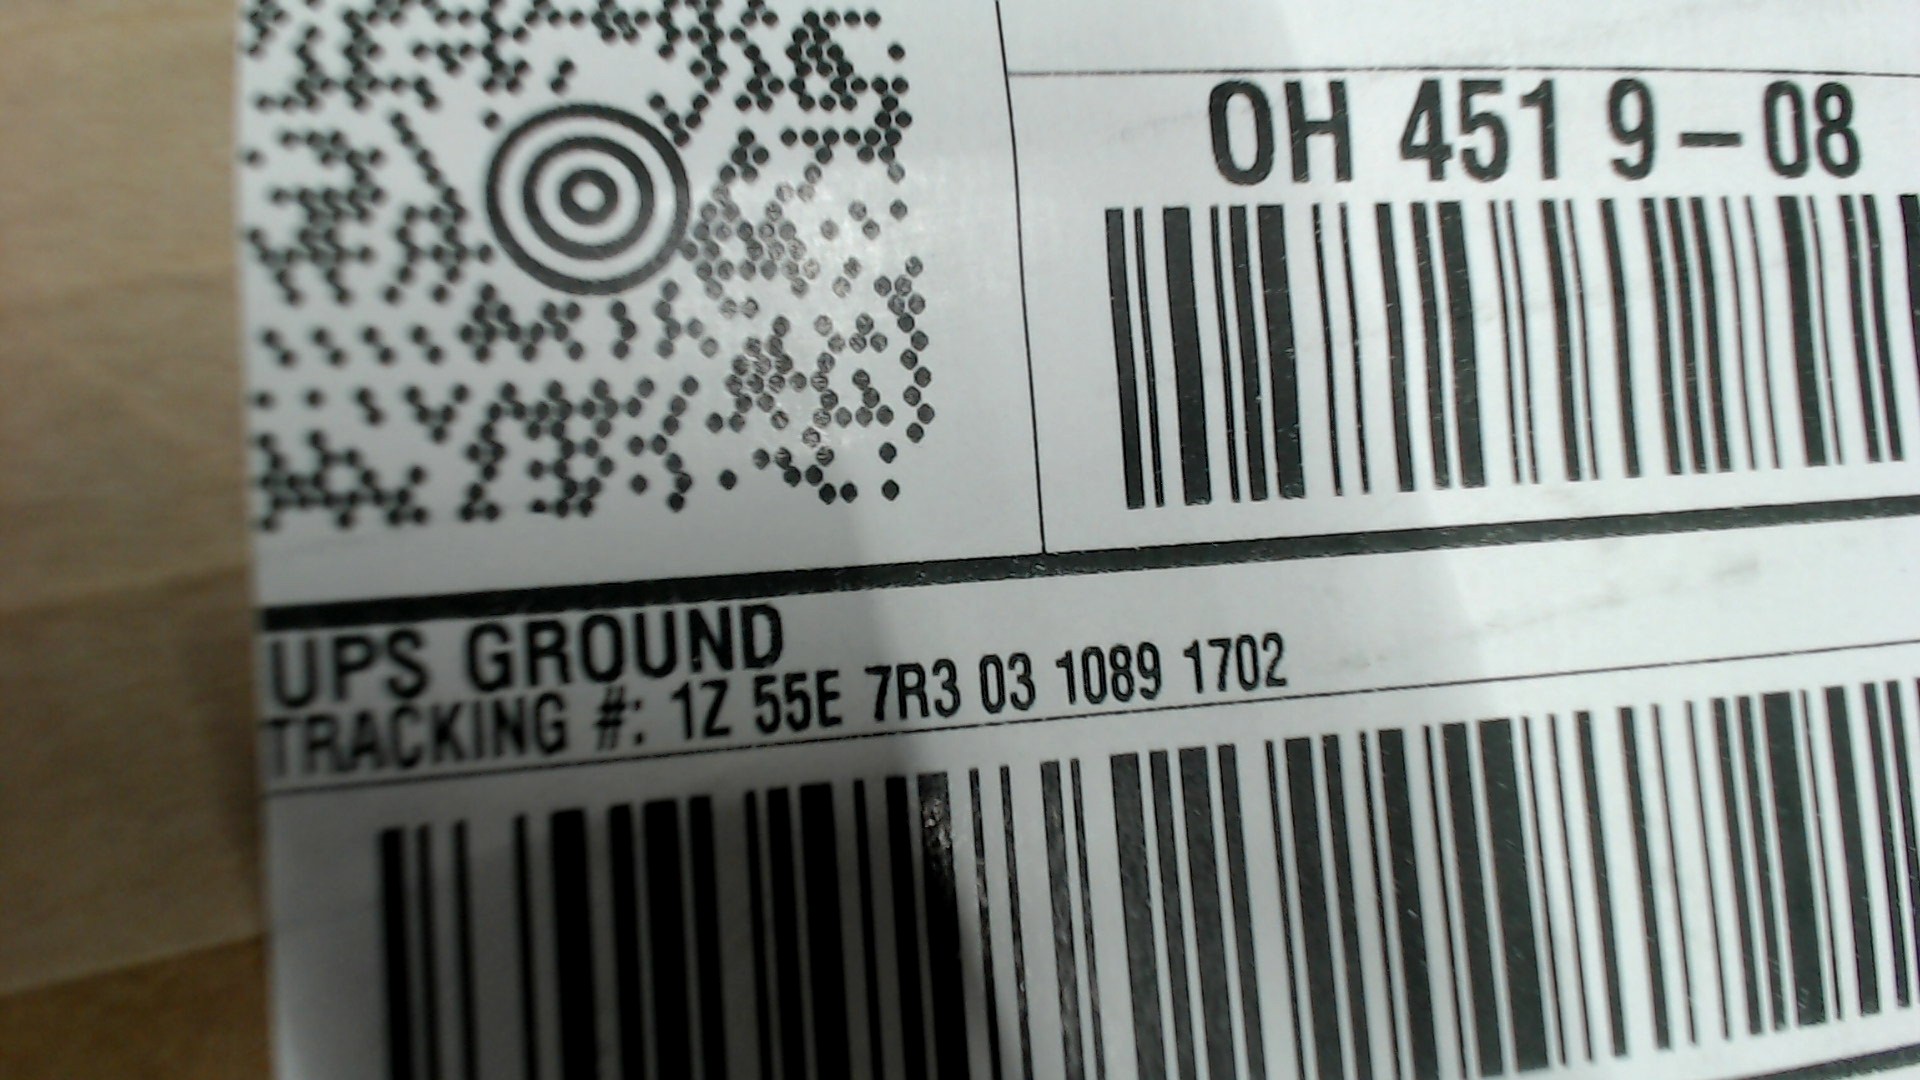 OH 451 9-08
UPS GROUND
TRACKING #: 1Z 55E 7R3 03 1089 1702